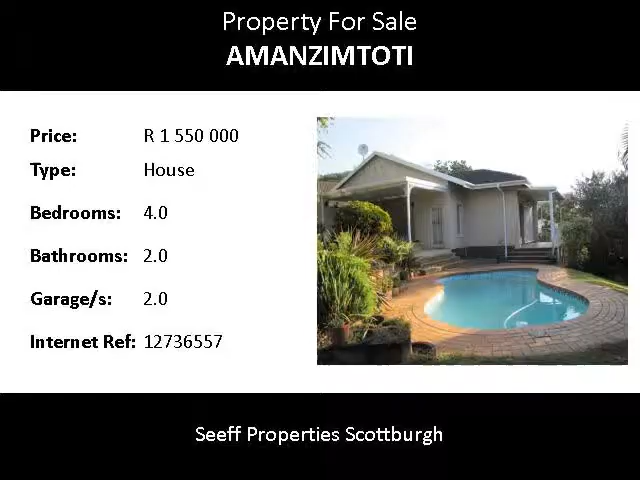 Property For Sale
AMANZIMTOTI
Price: R 1 550 000
Type: House
Bedrooms: 4.0
Bathrooms: 2.0
Garage/s: 2.0
Internet Ref: 12736557
Seeff Properties Scottburgh